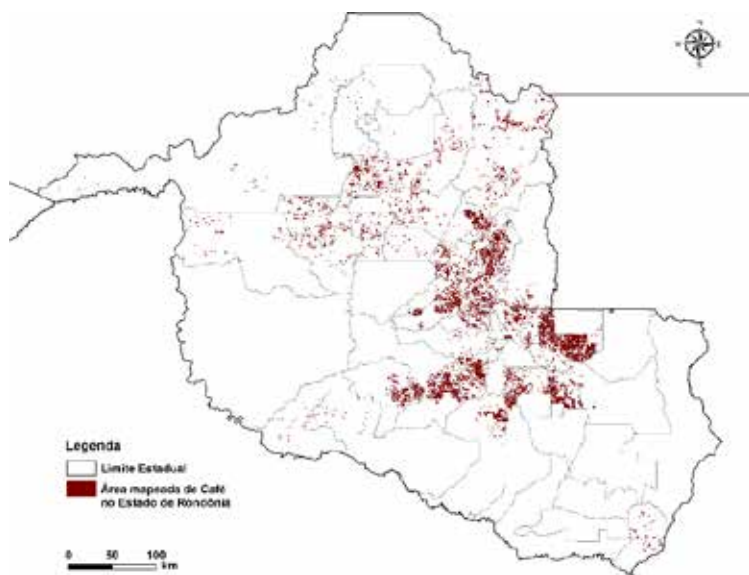 N
Legenda
Limite Estadual
Área mapeada de Café
no Estado de Rondônia
0 50 100
km